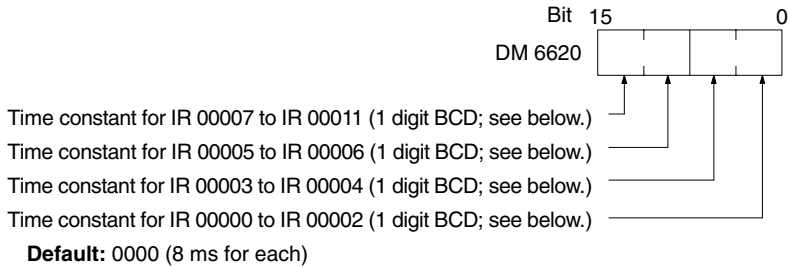 Bit 15 0
DM 6620
Time constant for IR 00007 to IR 00011 (1 digit BCD; see below.)
Time constant for IR 00005 to IR 00006 (1 digit BCD; see below.)
Time constant for IR 00003 to IR 00004 (1 digit BCD; see below.)
Time constant for IR 00000 to IR 00002 (1 digit BCD; see below.)
Default: 0000 (8 ms for each)